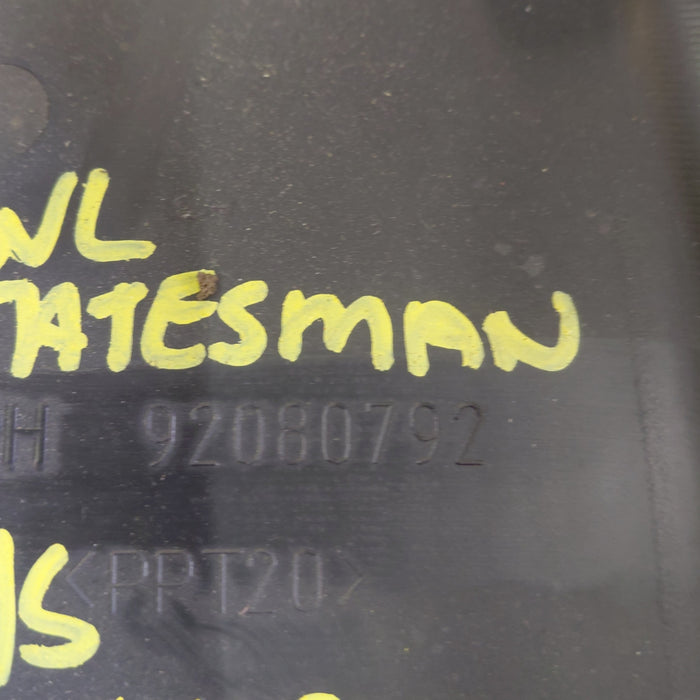 WL
TATESMAN
H 92080792
<PPT20>
/S